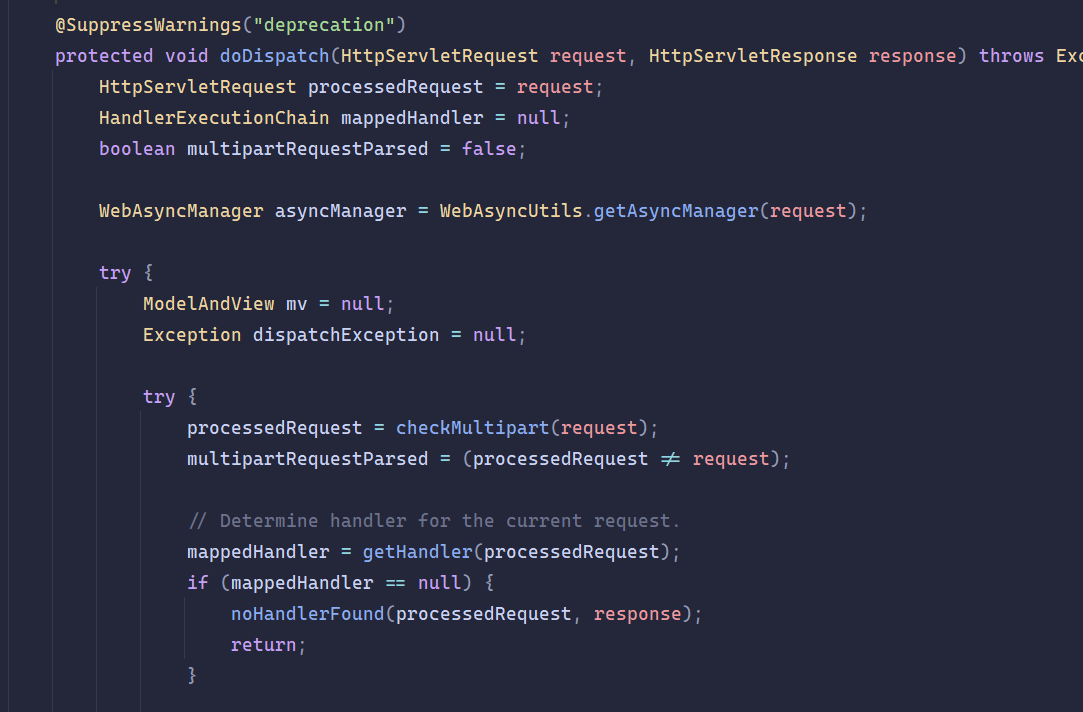 @SuppressWarnings("deprecation")
protected void doDispatch(HttpServletRequest request, HttpServletResponse response) throws
HttpServletRequest processedRequest = request;
HandlerExecutionChain mappedHandler = null;
boolean multipartRequestParsed = false;
WebAsyncManager asyncManager = WebAsyncUtils.getAsyncManager(request);
try {
ModelAndView mv = null;
Exception dispatchException = null;
try {
processedRequest = checkMultipart(request);
multipartRequestParsed = (processedRequest != request);
// Determine handler for the current request.
mappedHandler = getHandler(processedRequest);
if (mappedHandler == null) {
noHandlerFound(processedRequest, response);
return;
}